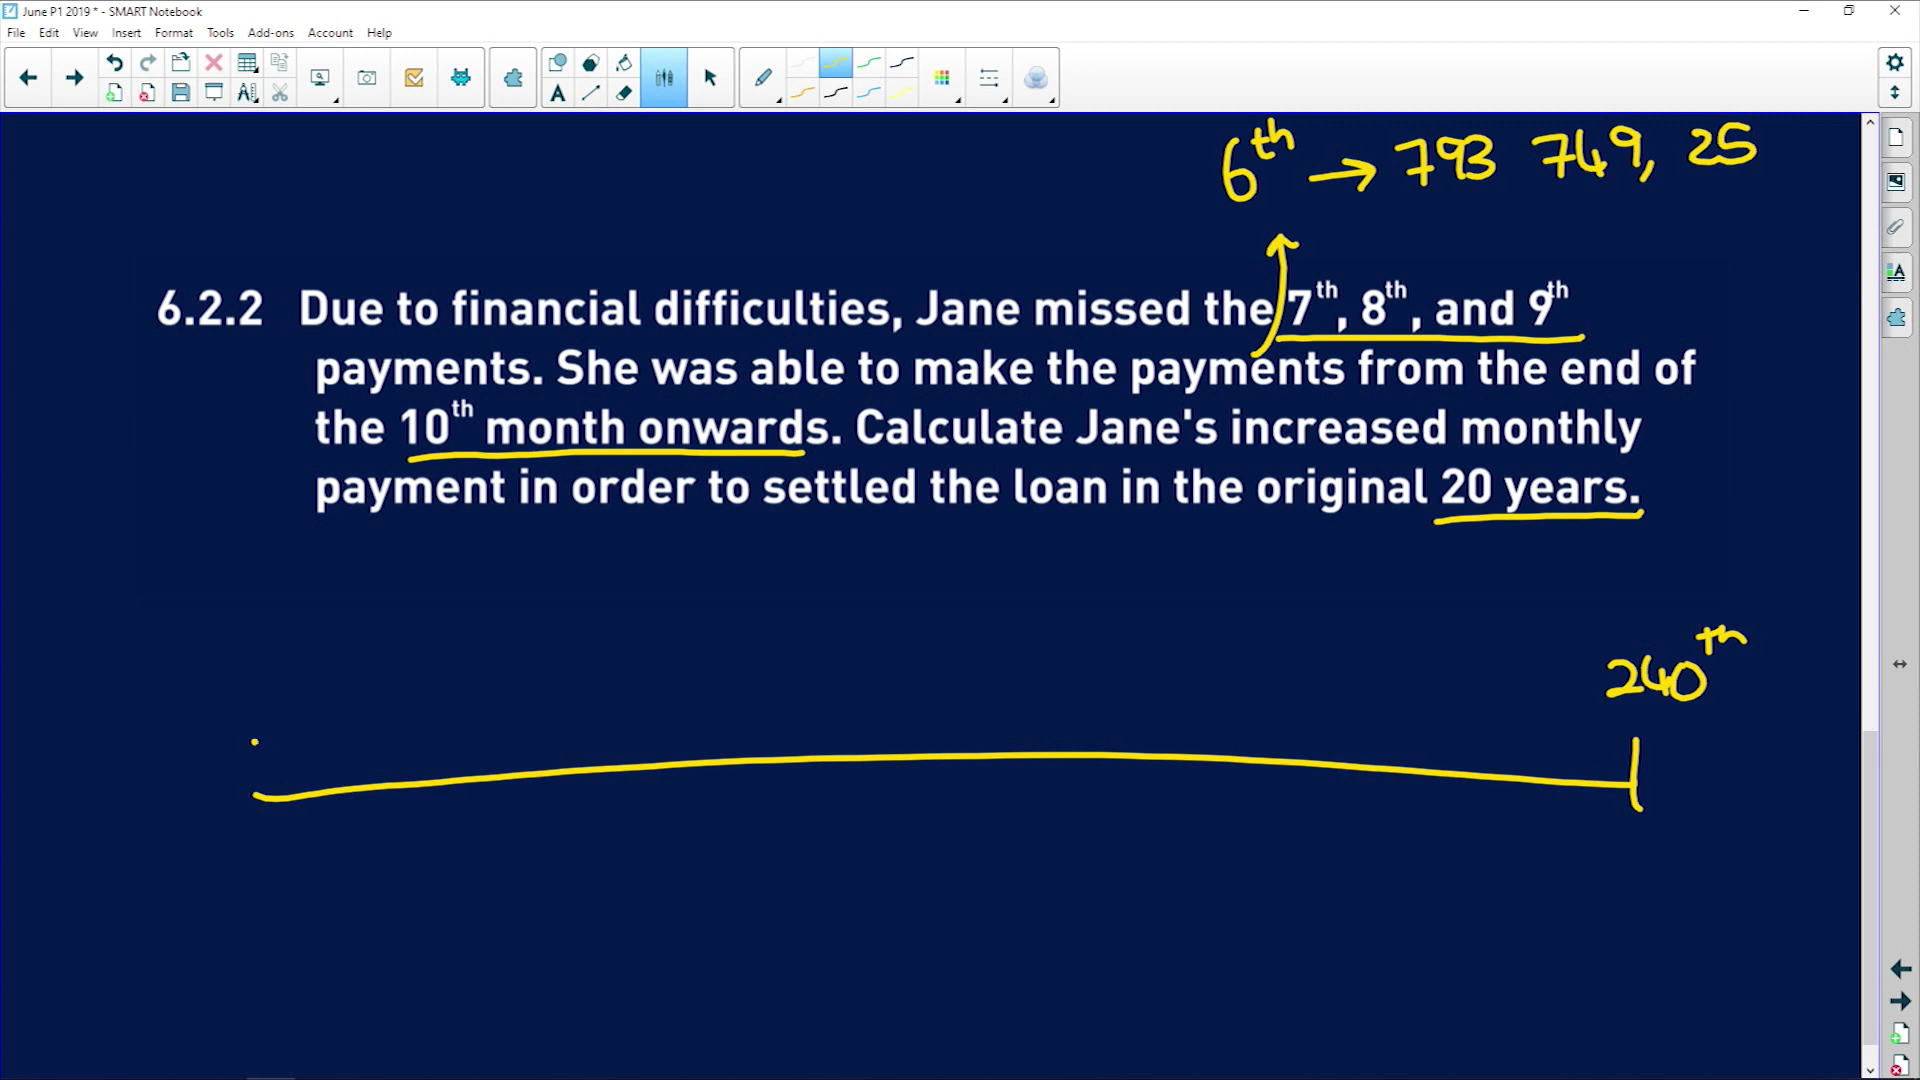 June P1 2019 * - SMART Notebook
File Edit View Insert Format Tools Add-ons Account Help
6th → 793 749, 25
6.2.2 Due to financial difficulties, Jane missed the 7th, 8th, and 9th
payments. She was able to make the payments from the end of
the 10th month onwards. Calculate Jane's increased monthly
payment in order to settled the loan in the original 20 years.
240th